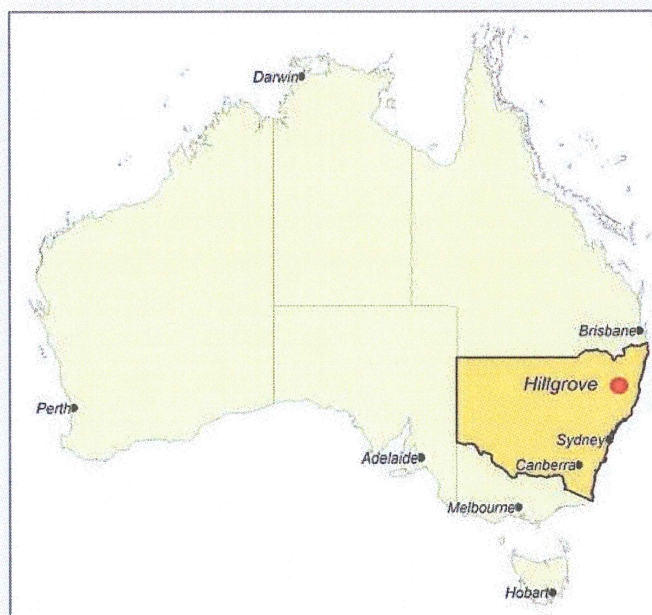 Darwin
Brisbane
Hillgrove
Perth
Sydney
Adelaide
Canberra
Melbourne
Hobart